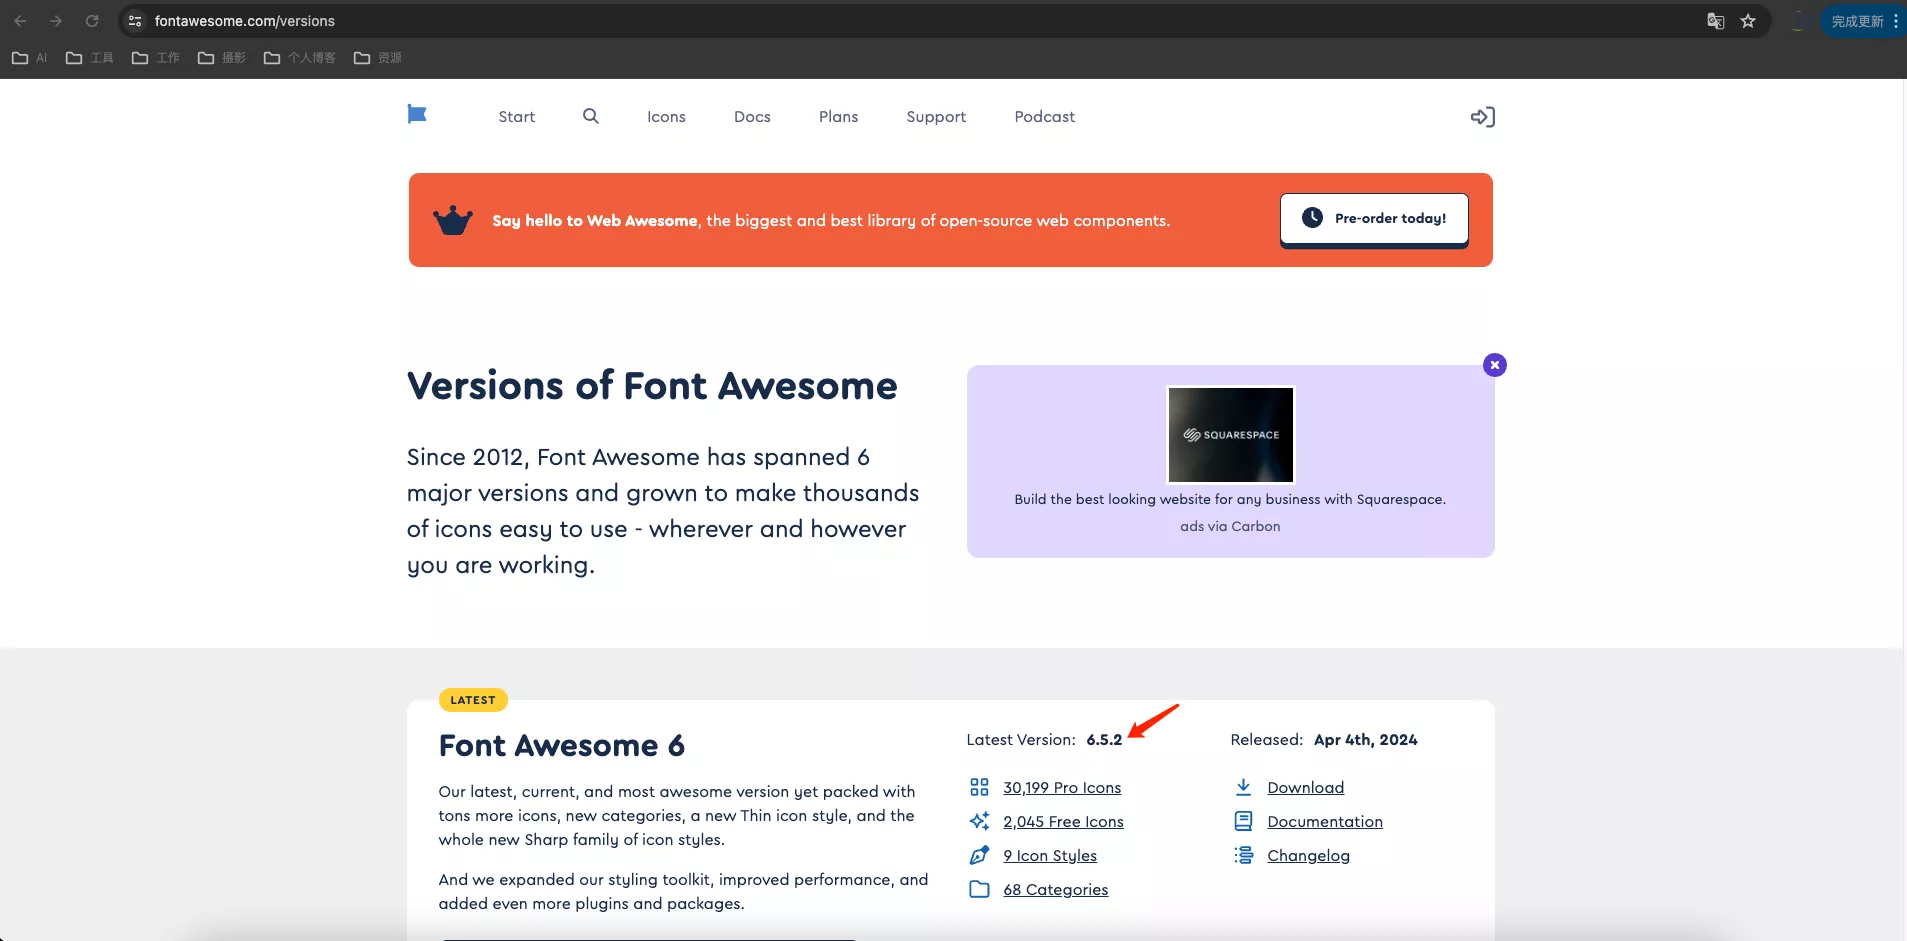 fontawesome.com/versions
完成更新
AI 工具 工作 摄影 个人博客 资源
Start Icons Docs Plans Support Podcast
Say hello to Web Awesome, the biggest and best library of open-source web components.
Pre-order today!
Versions of Font Awesome
Since 2012, Font Awesome has spanned 6
major versions and grown to make thousands
of icons easy to use - wherever and however
you are working.
SQUARESPACE
Build the best looking website for any business with Squarespace.
ads via Carbon
LATEST
Font Awesome 6
Our latest, current, and most awesome version yet packed with
tons more icons, new categories, a new Thin icon style, and the
whole new Sharp family of icon styles.
And we expanded our styling toolkit, improved performance, and
added even more plugins and packages.
Latest Version: 6.5.2
30,199 Pro Icons
2,045 Free Icons
9 Icon Styles
68 Categories
Released: Apr 4th, 2024
Download
Documentation
Changelog